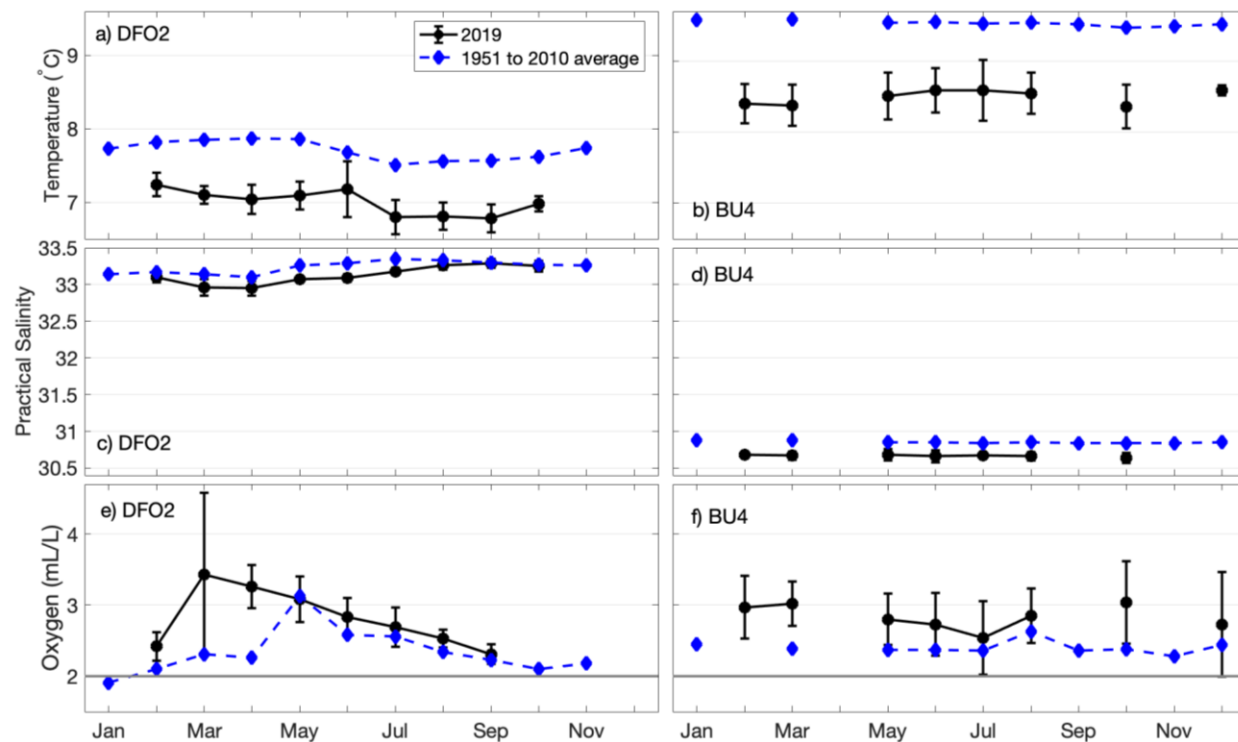 a) DFO2
2019
1951 to 2010 average
Temperature (°C)
9
8
7
b) BU4
33.5
33
32.5
32
31.5
31
30.5
Practical Salinity
c) DFO2
d) BU4
e) DFO2
f) BU4
Oxygen (mL/L)
4
3
2
Jan Mar May Jul Sep Nov
Jan Mar May Jul Sep Nov